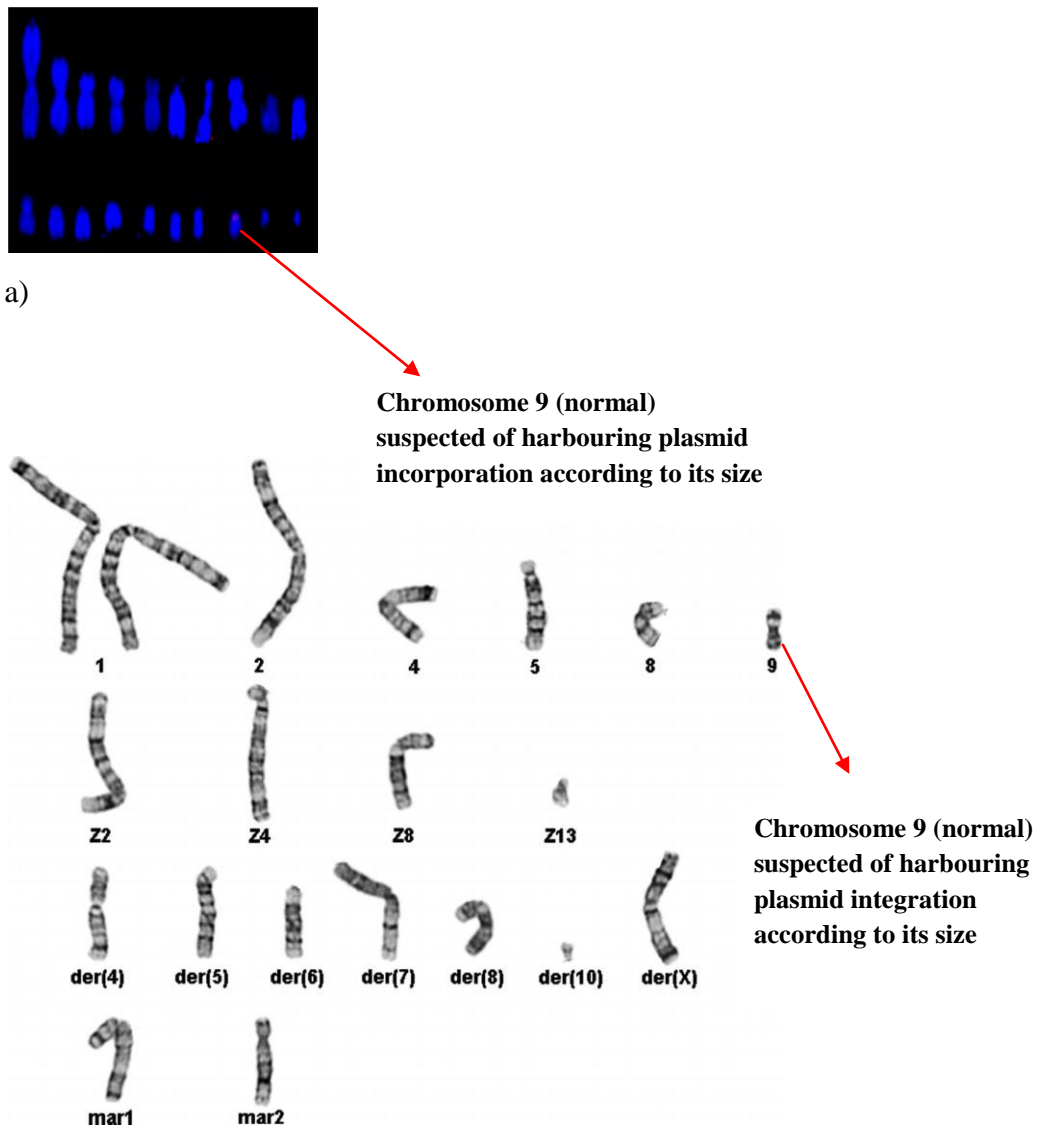 a)
Chromosome 9 (normal)
suspected of harbouring plasmid
incorporation according to its size
1 2 4 5 8 9
Z2 Z4 Z8 Z13
Chromosome 9 (normal)
suspected of harbouring
plasmid integration
according to its size
der(4) der(5) der(6) der(7) der(8) der(10) der(X)
mar1 mar2